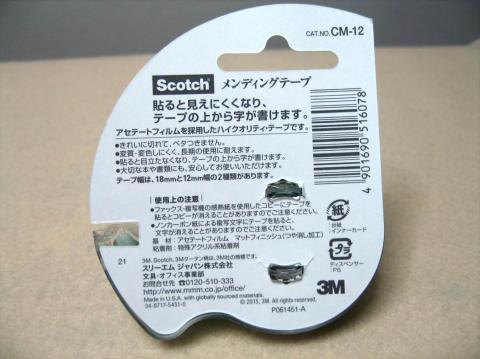 CAT.NO. CM-12
Scotch メンディングテープ
貼ると見えにくくなり、
テープの上から字が書けます。
アセテートフィルムを採用したハイクオリティ・テープです。
●きれいに切れて、ベタつきません。
●変質・変色しにくく、長期の使用に耐えます。
●貼ると目立たなくなり、テープの上から字が書けます。
●大切な本や書類にも、安心してお使いいただけます。
テープ幅は、18mmと12mm幅の2種類があります。
4 901690 516078
使用上の注意
●ファックス・複写機の感熱紙を使用したコピーにテープを
貼るとコピーが消えることがありますのでご注意ください。
●ノンカーボン紙による複写文字にテープを貼ると、
文字が消えることがありますのでご注意ください。
基 材:アセテートフィルム マットフィニッシュ(つや消し加工)
粘着剤:特殊アクリル系粘着剤
紙
台紙
インナーカード
プラ
ディスペンサー
:PS
21
3M, Scotch, 3Mタータン柄は、3M社の商標です。
スリーエム ジャパン株式会社
文具・オフィス事業部
お問合せ先 0120-510-333
http://www.mmm.co.jp/office/
Made in U.S.A. with globally sourced materials.
34-8717-5451-0
© 2015, 3M. All rights reserved.
P061451-A
3M